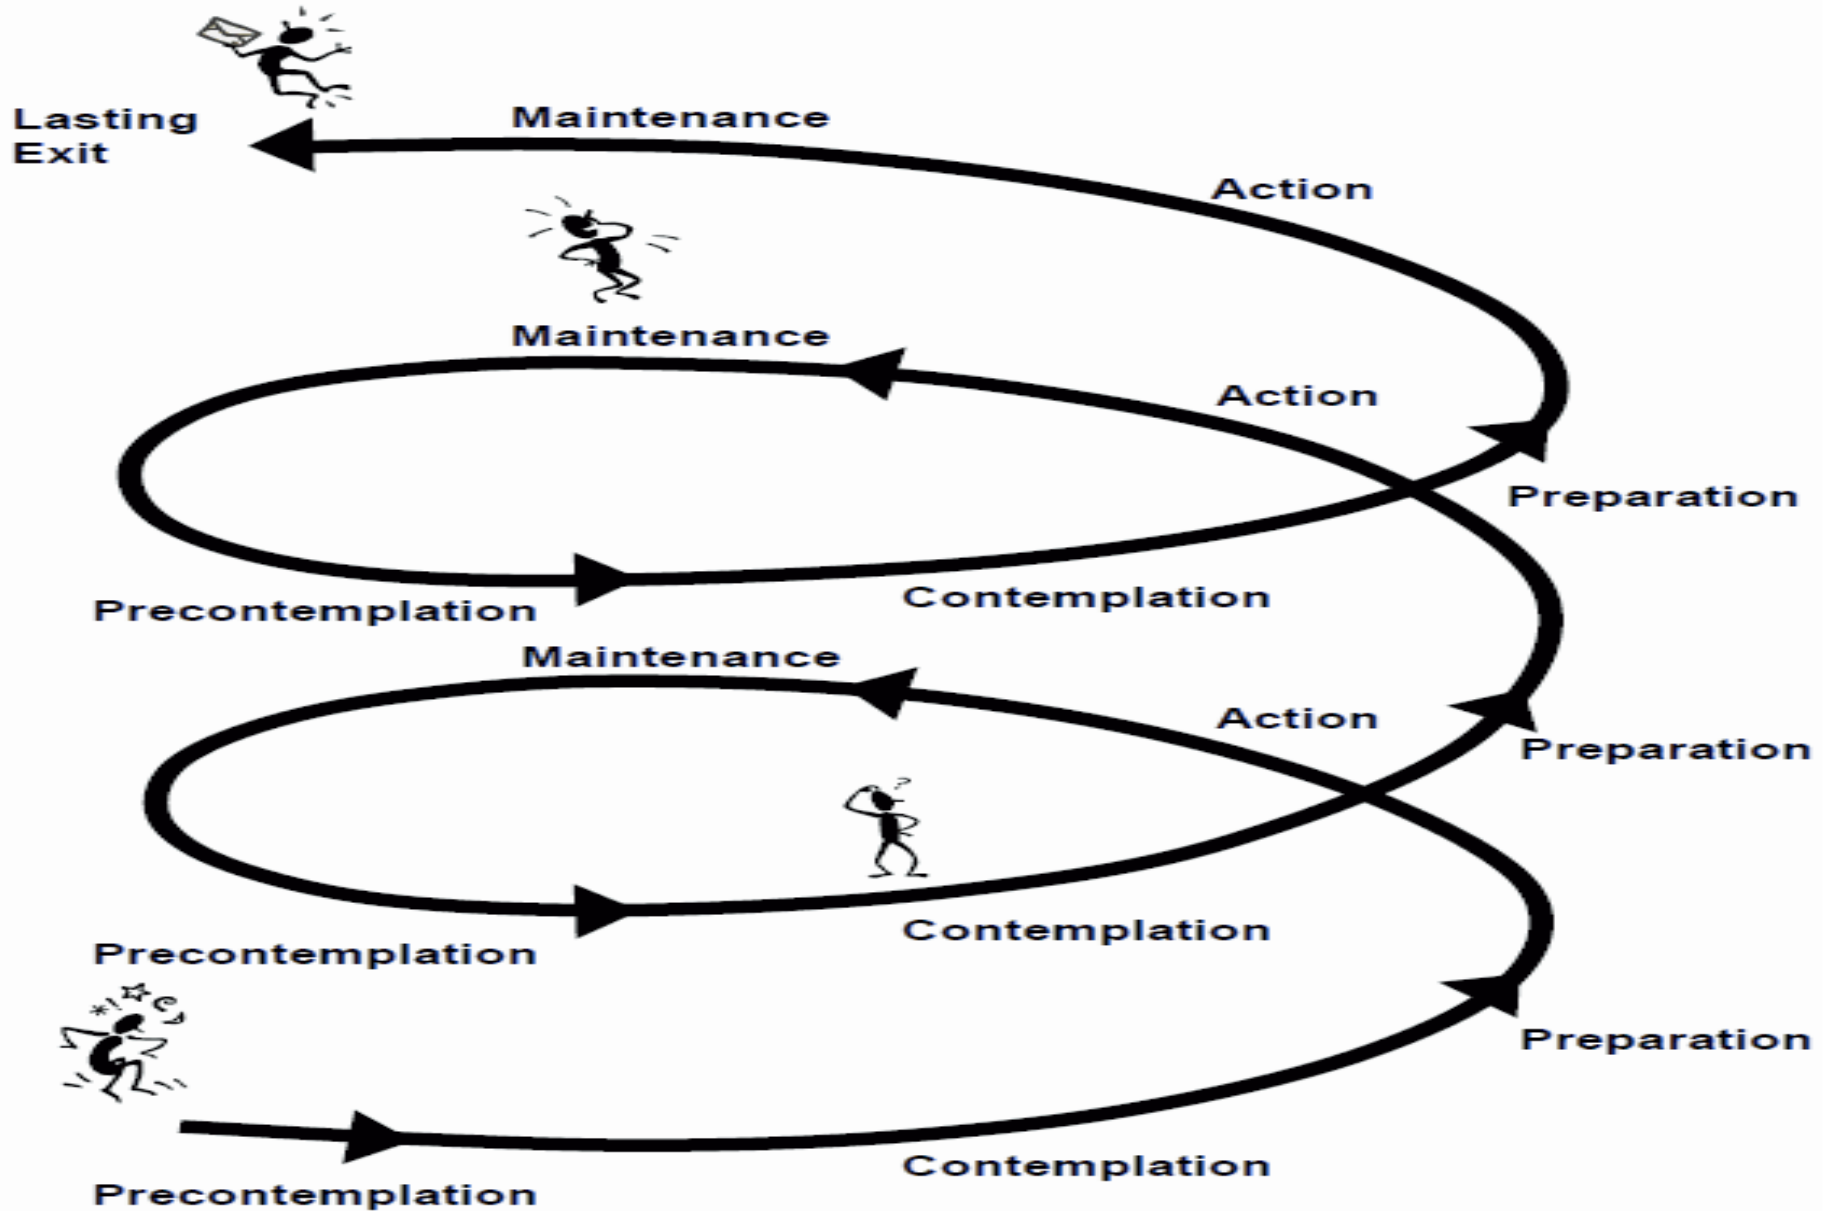 Lasting
Exit
Maintenance
Action
Maintenance
Action
Preparation
Precontemplation
Contemplation
Maintenance
Action
Preparation
?
Precontemplation
Contemplation
Preparation
Precontemplation
Contemplation